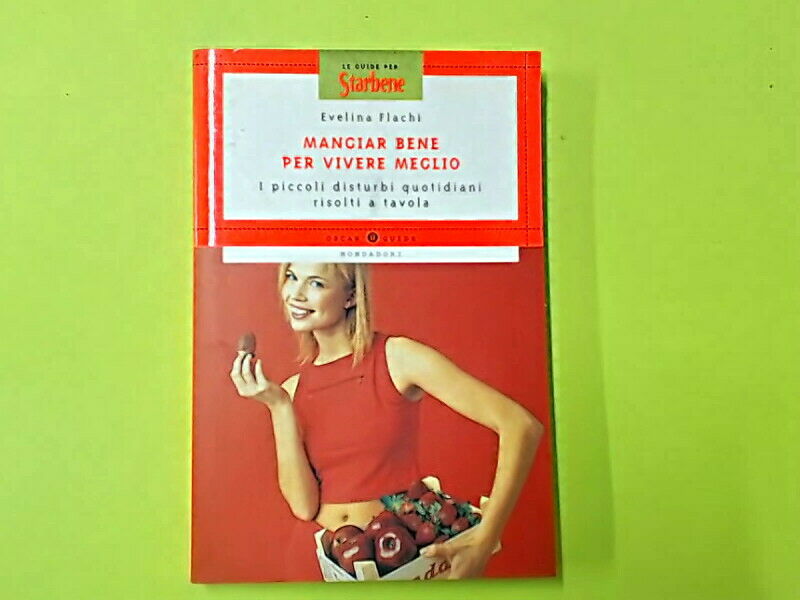 LE GUIDE PER
Starbene
Evelina Flachi
MANGIAR BENE
PER VIVERE MEGLIO
I piccoli disturbi quotidiani
risolti a tavola
OSCAR GUIDE
MONDADORI